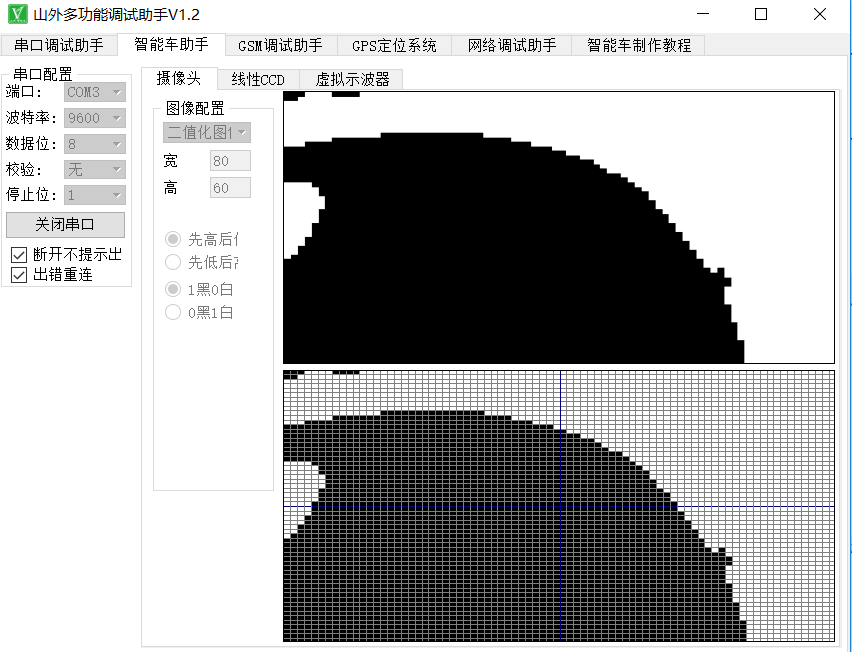 山外多功能调试助手V1.2
串口调试助手 智能车助手 GSM调试助手 GPS定位系统 网络调试助手 智能车制作教程
串口配置
端口: COM3
波特率: 9600
数据位: 8
校验: 无
停止位: 1
关闭串口
断开不提示出
出错重连
摄像头 线性CCD 虚拟示波器
图像配置
二值化图
宽 80
高 60
先高后
先低后
1黑0白
0黑1白